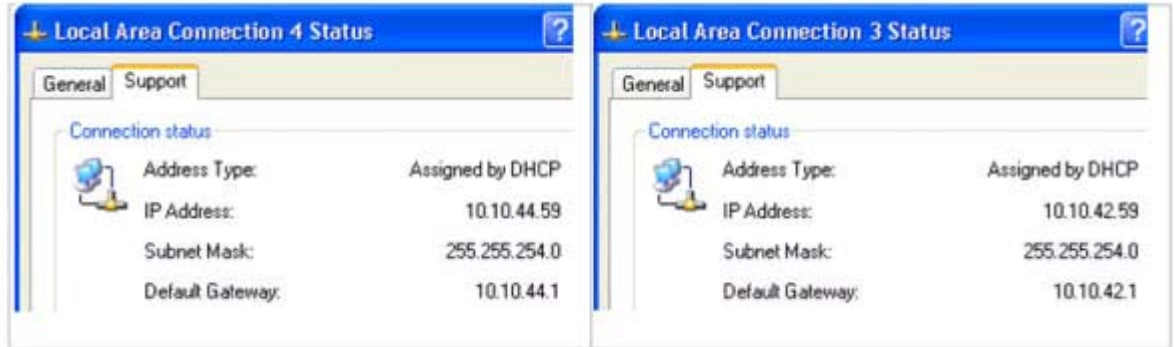 Local Area Connection 4 Status ?
General Support
Connection status
Address Type: Assigned by DHCP
IP Address: 10.10.44.59
Subnet Mask: 255.255.254.0
Default Gateway: 10.10.44.1
Local Area Connection 3 Status ?
General Support
Connection status
Address Type: Assigned by DHCP
IP Address: 10.10.42.59
Subnet Mask: 255.255.254.0
Default Gateway: 10.10.42.1